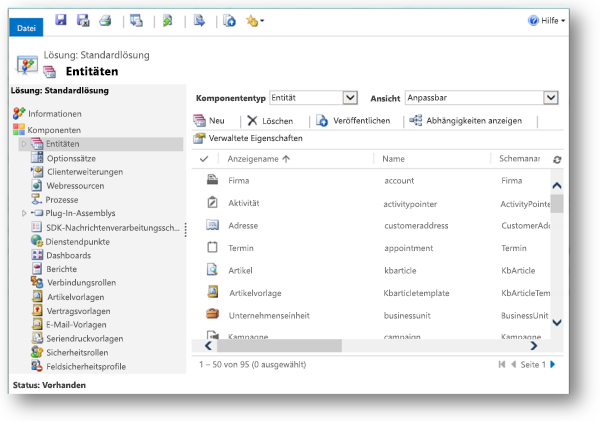 Datei
Hilfe
Lösung: Standardlösung
Entitäten
Lösung: Standardlösung
Informationen
Komponenten
Entitäten
Optionssätze
Clienterweiterungen
Webressourcen
Prozesse
Plug-In-Assemblys
SDK-Nachrichtenverarbeitungssch...
Dienstendpunkte
Dashboards
Berichte
Verbindungsrollen
Artikelvorlagen
Vertragsvorlagen
E-Mail-Vorlagen
Seriendruckvorlagen
Sicherheitsrollen
Feldsicherheitsprofile
Komponententyp Entität Ansicht Anpassbar
Neu Löschen Veröffentlichen Abhängigkeiten anzeigen
Verwaltete Eigenschaften
Anzeigename Name Schemanar
Firma account Firma
Aktivität activitypointer ActivityPointe
Adresse customeraddress CustomerAdd
Termin appointment Termin
Artikel kbarticle KbArticle
Artikelvorlage Kbarticletemplate KbArticleTem
Unternehmenseinheit businessunit BusinessUnit
Kampagne campaign Kampagne
1 – 50 von 95 (0 ausgewählt) Seite 1
Status: Vorhanden